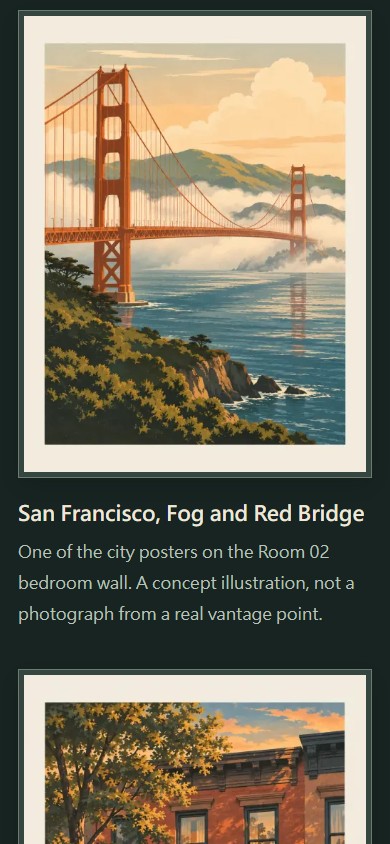 San Francisco, Fog and Red Bridge
One of the city posters on the Room 02
bedroom wall. A concept illustration, not a
photograph from a real vantage point.